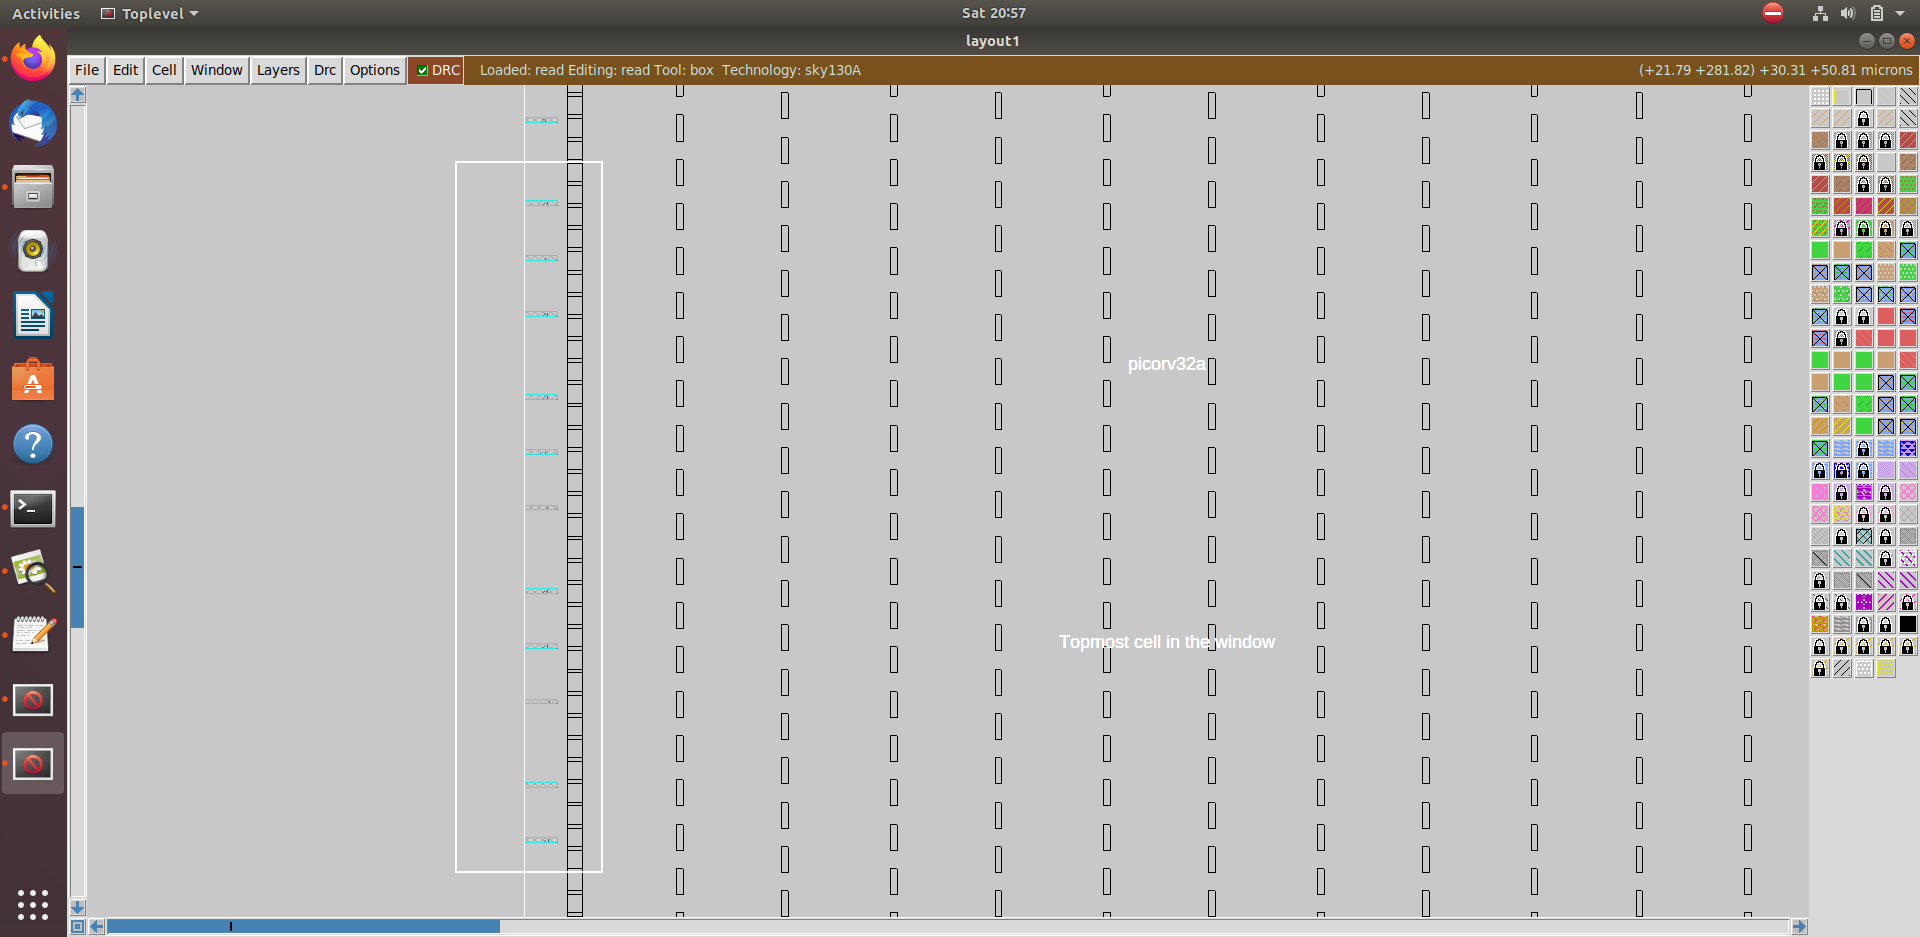 Activities Toplevel Sat 20:57
layout1
File Edit Cell Window Layers Drc Options DRC Loaded: read Editing: read Tool: box Technology: sky130A (+21.79 +281.82) +30.31 +50.81 microns
picorv32a
Topmost cell in the window